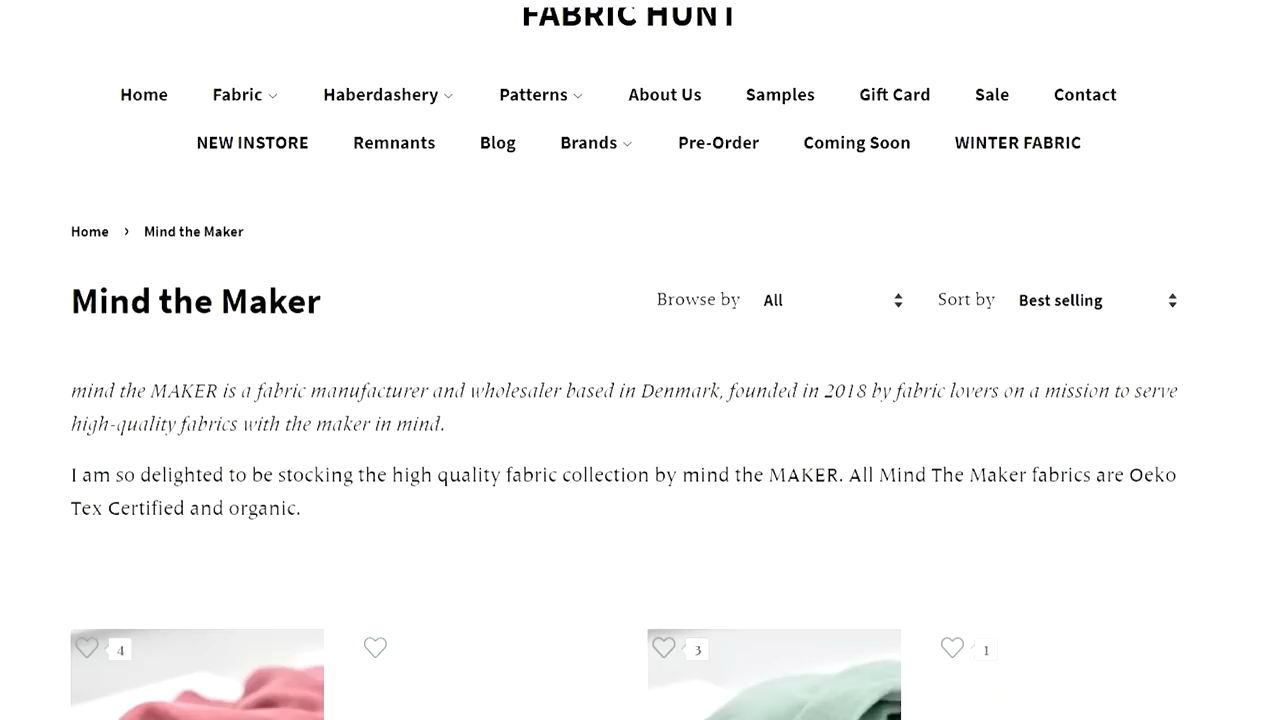 FABRIC HUNT
Home Fabric Haberdashery Patterns About Us Samples Gift Card Sale Contact
NEW INSTORE Remnants Blog Brands Pre-Order Coming Soon WINTER FABRIC
Home › Mind the Maker
Mind the Maker Browse by All Sort by Best selling
mind the MAKER is a fabric manufacturer and wholesaler based in Denmark, founded in 2018 by fabric lovers on a mission to serve
high-quality fabrics with the maker in mind.
I am so delighted to be stocking the high quality fabric collection by mind the MAKER. All Mind The Maker fabrics are Oeko
Tex Certified and organic.
4 3 1